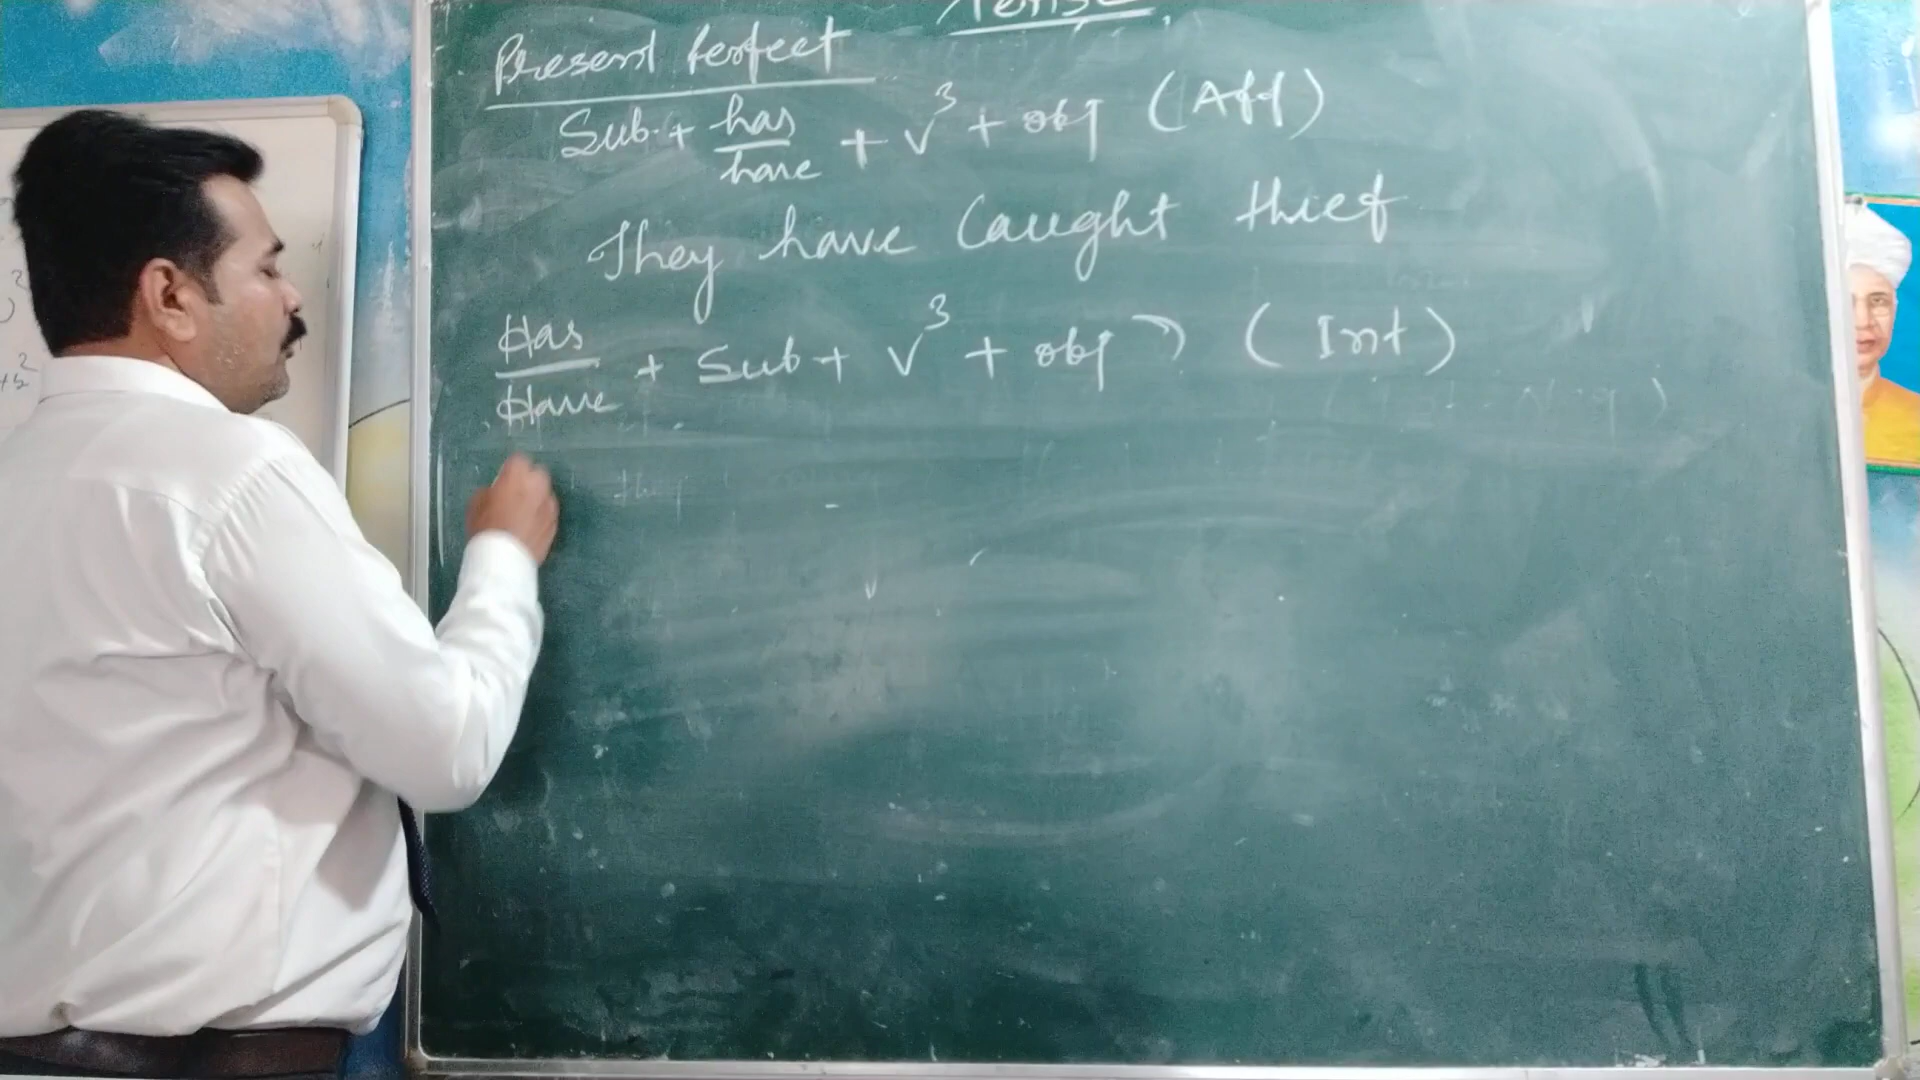 Tense
Present Perfect
Sub. + has/have + V³ + obj (Aff)
They have Caught thief
Has/Have + Sub + V³ + obj ? (Int)